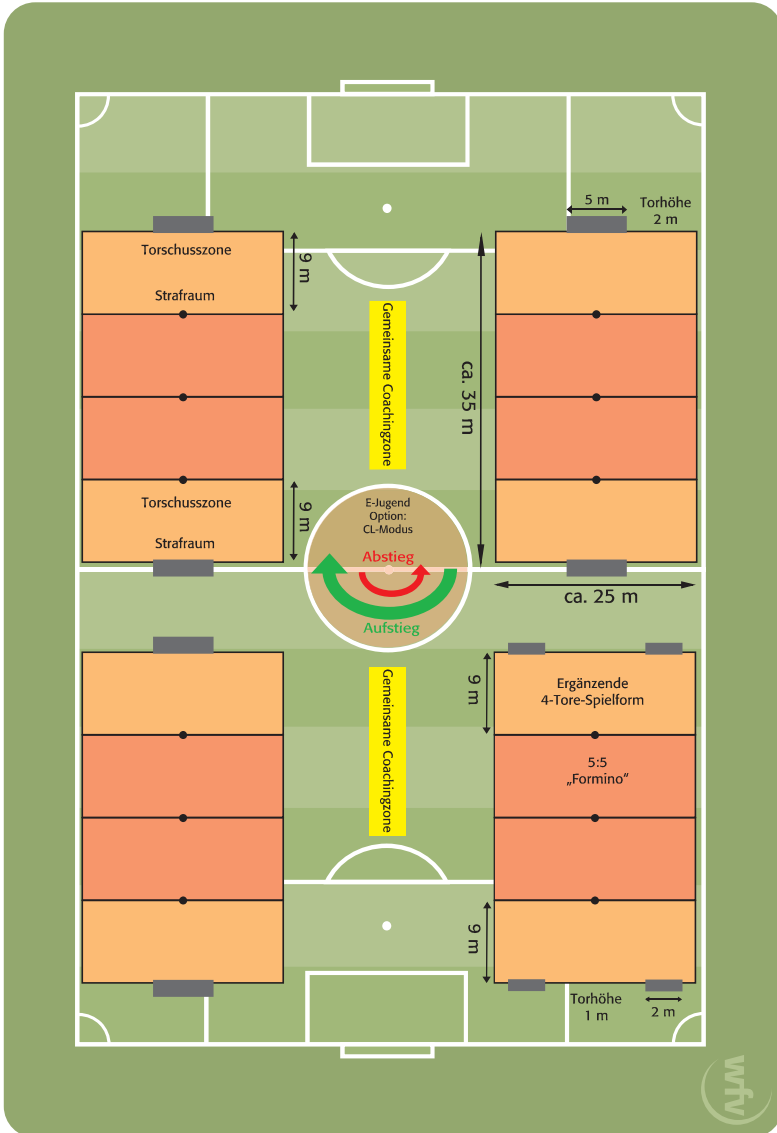 5 m
Torhöhe
2 m
Torschusszone
Strafraum
9 m
Gemeinsame Coachingzone
ca. 35 m
Torschusszone
Strafraum
9 m
E-Jugend
Option:
CL-Modus
Abstieg
Aufstieg
ca. 25 m
9 m
Ergänzende
4-Tore-Spielform
5:5
„Formino“
Gemeinsame Coachingzone
9 m
Torhöhe
1 m
2 m
wfv